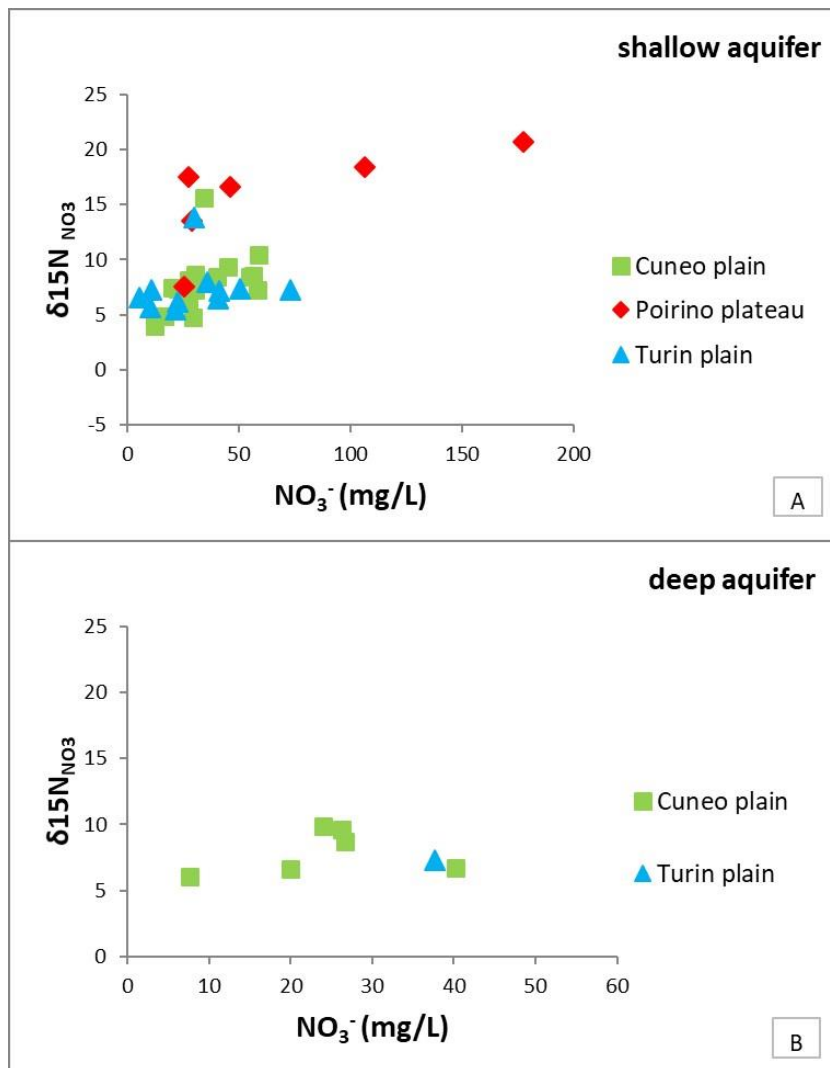 shallow aquifer
25
20
15
10
5
0
-5
δ15N NO3
0 50 100 150 200
NO3- (mg/L)
Cuneo plain
Poirino plateau
Turin plain
A
deep aquifer
25
20
15
10
5
0
δ15NNO3
0 10 20 30 40 50 60
NO3- (mg/L)
Cuneo plain
Turin plain
B